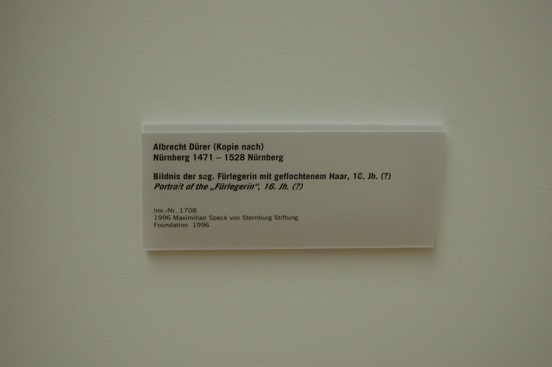 Albrecht Dürer (Kopie nach)
Nürnberg 1471 – 1528 Nürnberg
Bildnis der sog. Fürlegerin mit geflochtenem Haar, 16. Jh. (?)
Portrait of the „Fürlegerin“, 16. Jh. (?)
Inv.-Nr. 1708
1996 Maximilian Speck von Sternburg Stiftung
Foundation 1996